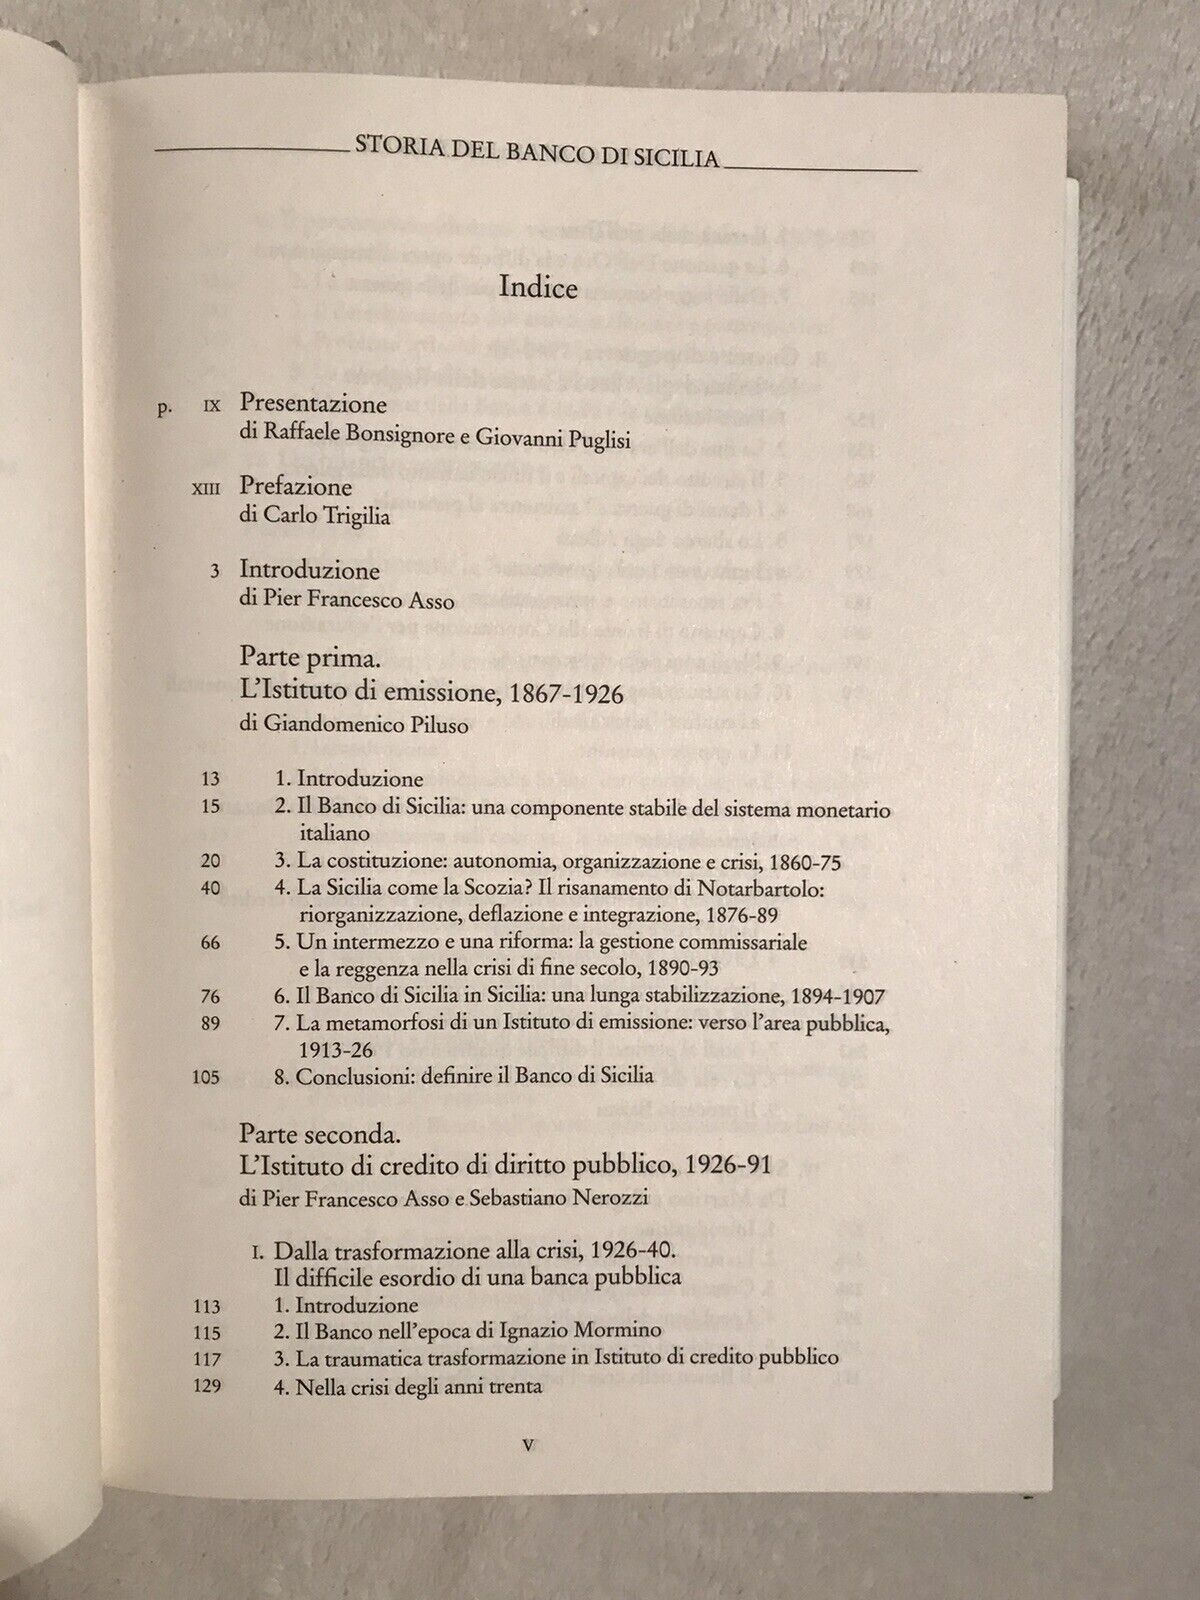 STORIA DEL BANCO DI SICILIA
Indice
p. IX Presentazione
di Raffaele Bonsignore e Giovanni Puglisi
XIII Prefazione
di Carlo Trigilia
3 Introduzione
di Pier Francesco Asso
Parte prima.
L'Istituto di emissione, 1867-1926
di Giandomenico Piluso
13 1. Introduzione
15 2. Il Banco di Sicilia: una componente stabile del sistema monetario
italiano
20 3. La costituzione: autonomia, organizzazione e crisi, 1860-75
40 4. La Sicilia come la Scozia? Il risanamento di Notarbartolo:
riorganizzazione, deflazione e integrazione, 1876-89
66 5. Un intermezzo e una riforma: la gestione commissariale
e la reggenza nella crisi di fine secolo, 1890-93
76 6. Il Banco di Sicilia in Sicilia: una lunga stabilizzazione, 1894-1907
89 7. La metamorfosi di un Istituto di emissione: verso l'area pubblica,
1913-26
105 8. Conclusioni: definire il Banco di Sicilia
Parte seconda.
L'Istituto di credito di diritto pubblico, 1926-91
di Pier Francesco Asso e Sebastiano Nerozzi
I. Dalla trasformazione alla crisi, 1926-40.
Il difficile esordio di una banca pubblica
113 1. Introduzione
115 2. Il Banco nell'epoca di Ignazio Mormino
117 3. La traumatica trasformazione in Istituto di credito pubblico
129 4. Nella crisi degli anni trenta
V